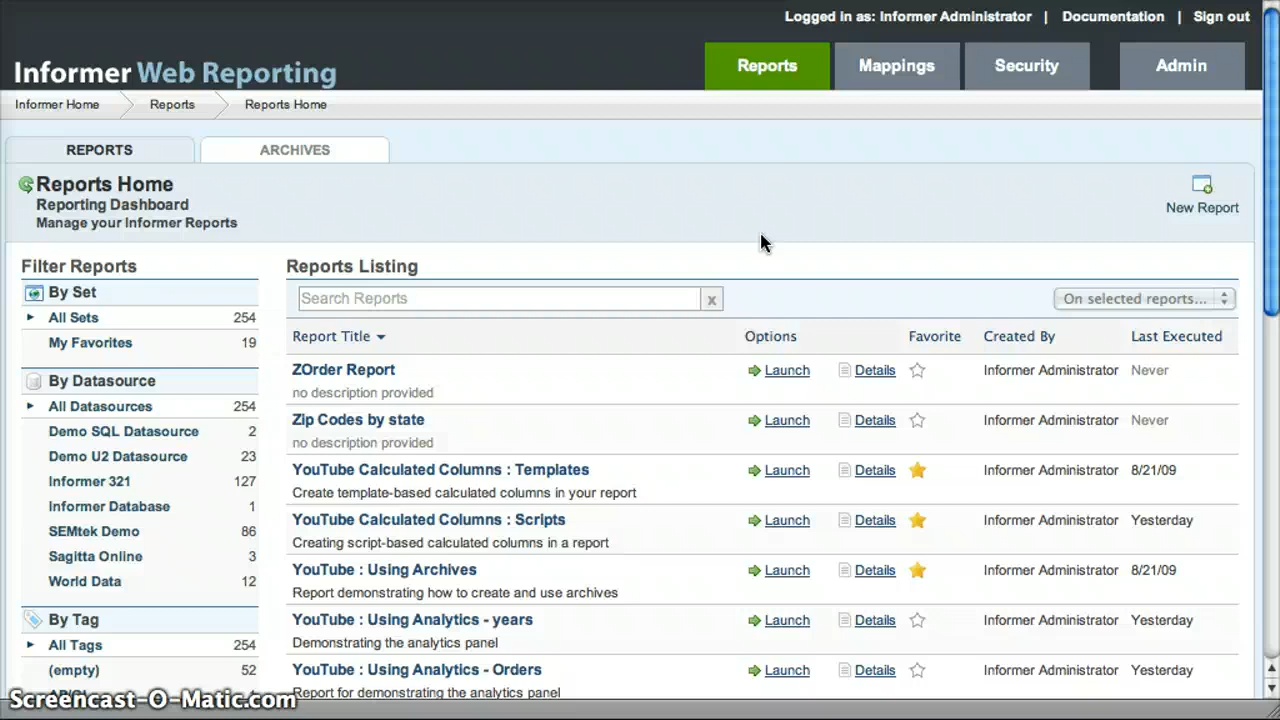 Logged in as: Informer Administrator | Documentation | Sign out
Informer Web Reporting
Reports Mappings Security Admin
Informer Home Reports Reports Home
REPORTS ARCHIVES
Reports Home
Reporting Dashboard
Manage your Informer Reports
New Report
Filter Reports
By Set
All Sets 254
My Favorites 19
By Datasource
All Datasources 254
Demo SQL Datasource 2
Demo U2 Datasource 23
Informer 321 127
Informer Database 1
SEMtek Demo 86
Sagitta Online 3
World Data 12
By Tag
All Tags 254
(empty) 52
Reports Listing
Search Reports x On selected reports...
Report Title Options Favorite Created By Last Executed
ZOrder Report Launch Details Informer Administrator Never
no description provided
Zip Codes by state Launch Details Informer Administrator Never
no description provided
YouTube Calculated Columns : Templates Launch Details Informer Administrator 8/21/09
Create template-based calculated columns in your report
YouTube Calculated Columns : Scripts Launch Details Informer Administrator Yesterday
Creating script-based calculated columns in a report
YouTube : Using Archives Launch Details Informer Administrator 8/21/09
Report demonstrating how to create and use archives
YouTube : Using Analytics - years Launch Details Informer Administrator Yesterday
Demonstrating the analytics panel
YouTube : Using Analytics - Orders Launch Details Informer Administrator Yesterday
Report for demonstrating the analytics panel
Screencast-O-Matic.com